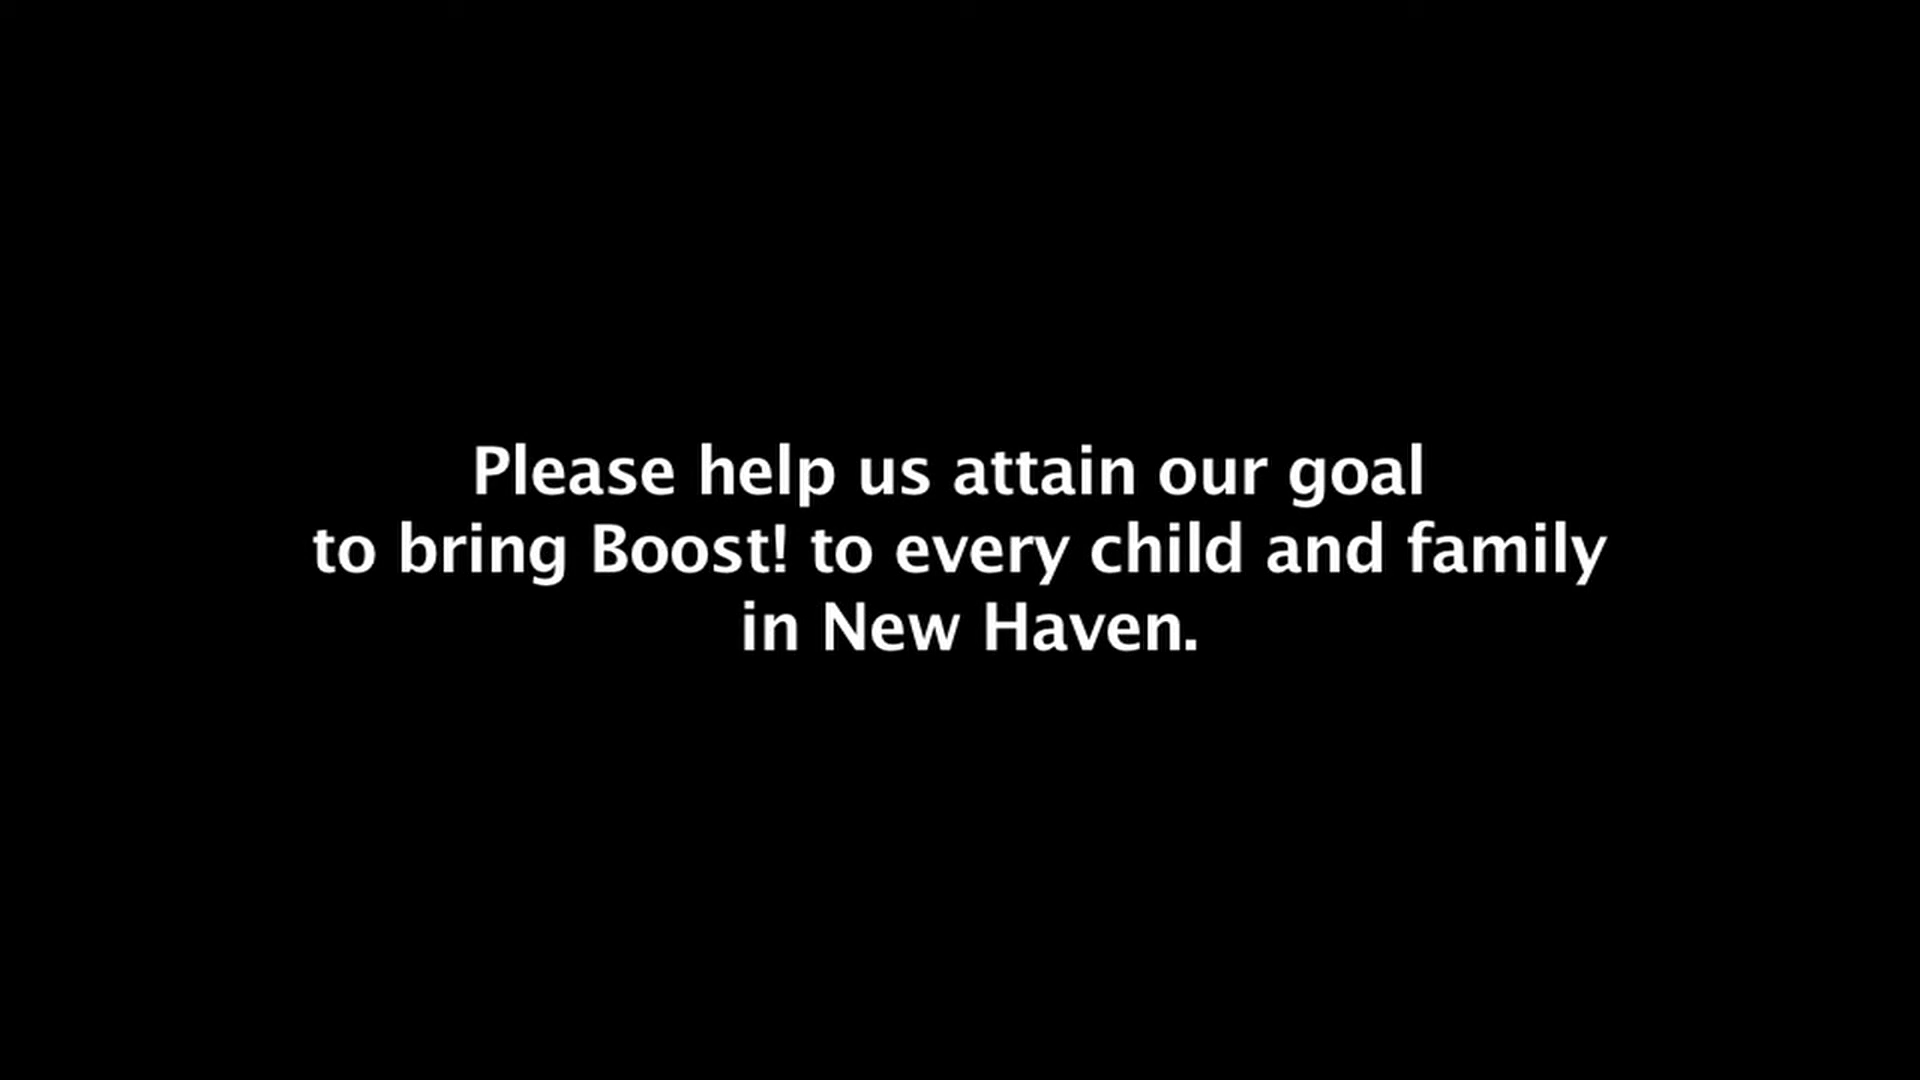 Please help us attain our goal
to bring Boost! to every child and family
in New Haven.